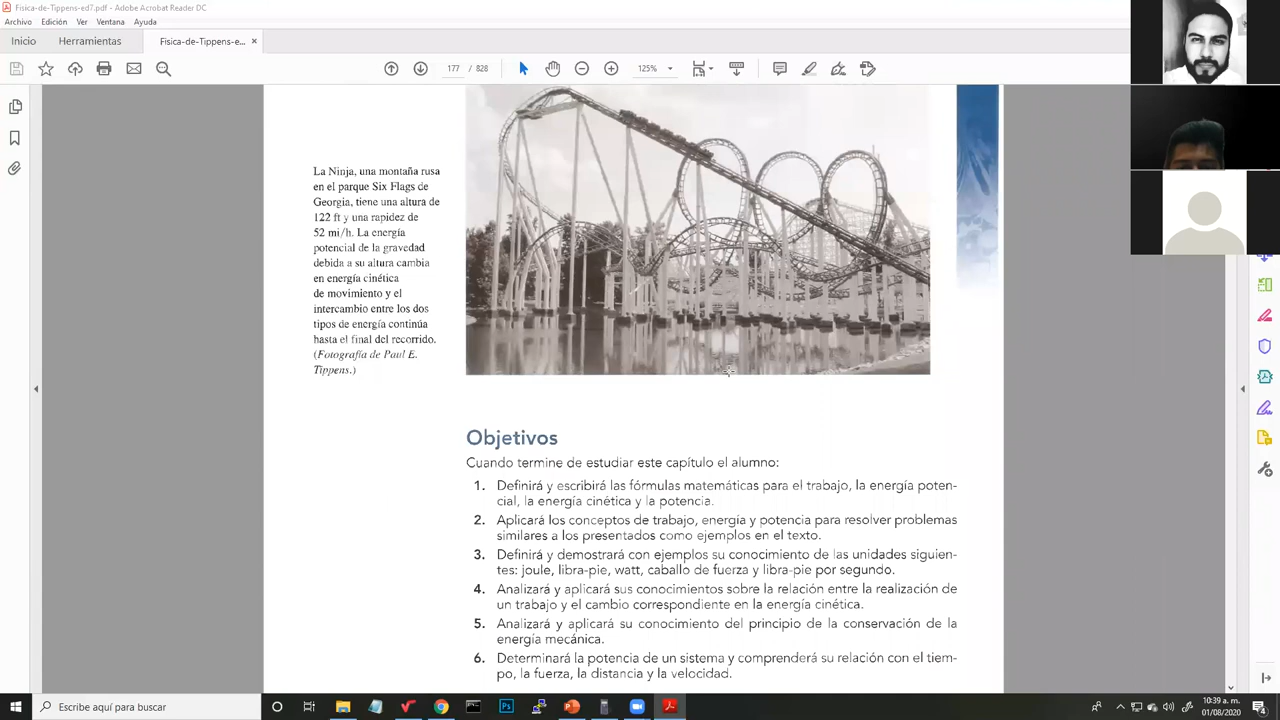 Fisica-de-Tippens-ed7.pdf - Adobe Acrobat Reader DC
Archivo Edición Ver Ventana Ayuda
Inicio Herramientas Fisica-de-Tippens-e... ×
177 / 828 125%
La Ninja, una montaña rusa
en el parque Six Flags de
Georgia, tiene una altura de
122 ft y una rapidez de
52 mi/h. La energía
potencial de la gravedad
debida a su altura cambia
en energía cinética
de movimiento y el
intercambio entre los dos
tipos de energía continúa
hasta el final del recorrido.
(Fotografía de Paul E.
Tippens.)
Objetivos
Cuando termine de estudiar este capítulo el alumno:
1. Definirá y escribirá las fórmulas matemáticas para el trabajo, la energía poten-
cial, la energía cinética y la potencia.
2. Aplicará los conceptos de trabajo, energía y potencia para resolver problemas
similares a los presentados como ejemplos en el texto.
3. Definirá y demostrará con ejemplos su conocimiento de las unidades siguien-
tes: joule, libra-pie, watt, caballo de fuerza y libra-pie por segundo.
4. Analizará y aplicará sus conocimientos sobre la relación entre la realización de
un trabajo y el cambio correspondiente en la energía cinética.
5. Analizará y aplicará su conocimiento del principio de la conservación de la
energía mecánica.
6. Determinará la potencia de un sistema y comprenderá su relación con el tiem-
po, la fuerza, la distancia y la velocidad.
Escribe aquí para buscar
10:39 a. m.
01/08/2020